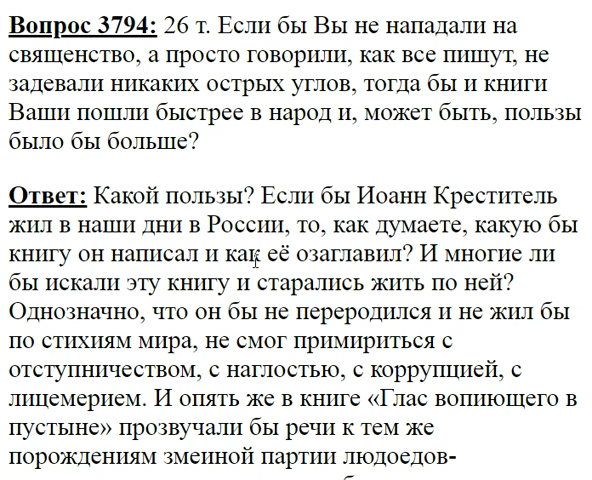 Вопрос 3794: 26 т. Если бы Вы не нападали на
священство, а просто говорили, как все пишут, не
задевали никаких острых углов, тогда бы и книги
Ваши пошли быстрее в народ и, может быть, пользы
было бы больше?
Ответ: Какой пользы? Если бы Иоанн Креститель
жил в наши дни в России, то, как думаете, какую бы
книгу он написал и как её озаглавил? И многие ли
бы искали эту книгу и старались жить по ней?
Однозначно, что он бы не переродился и не жил бы
по стихиям мира, не смог примириться с
отступничеством, с наглостью, с коррупцией, с
лицемерием. И опять же в книге «Глас вопиющего в
пустыне» прозвучали бы речи к тем же
порождениям змеиной партии людоедов-